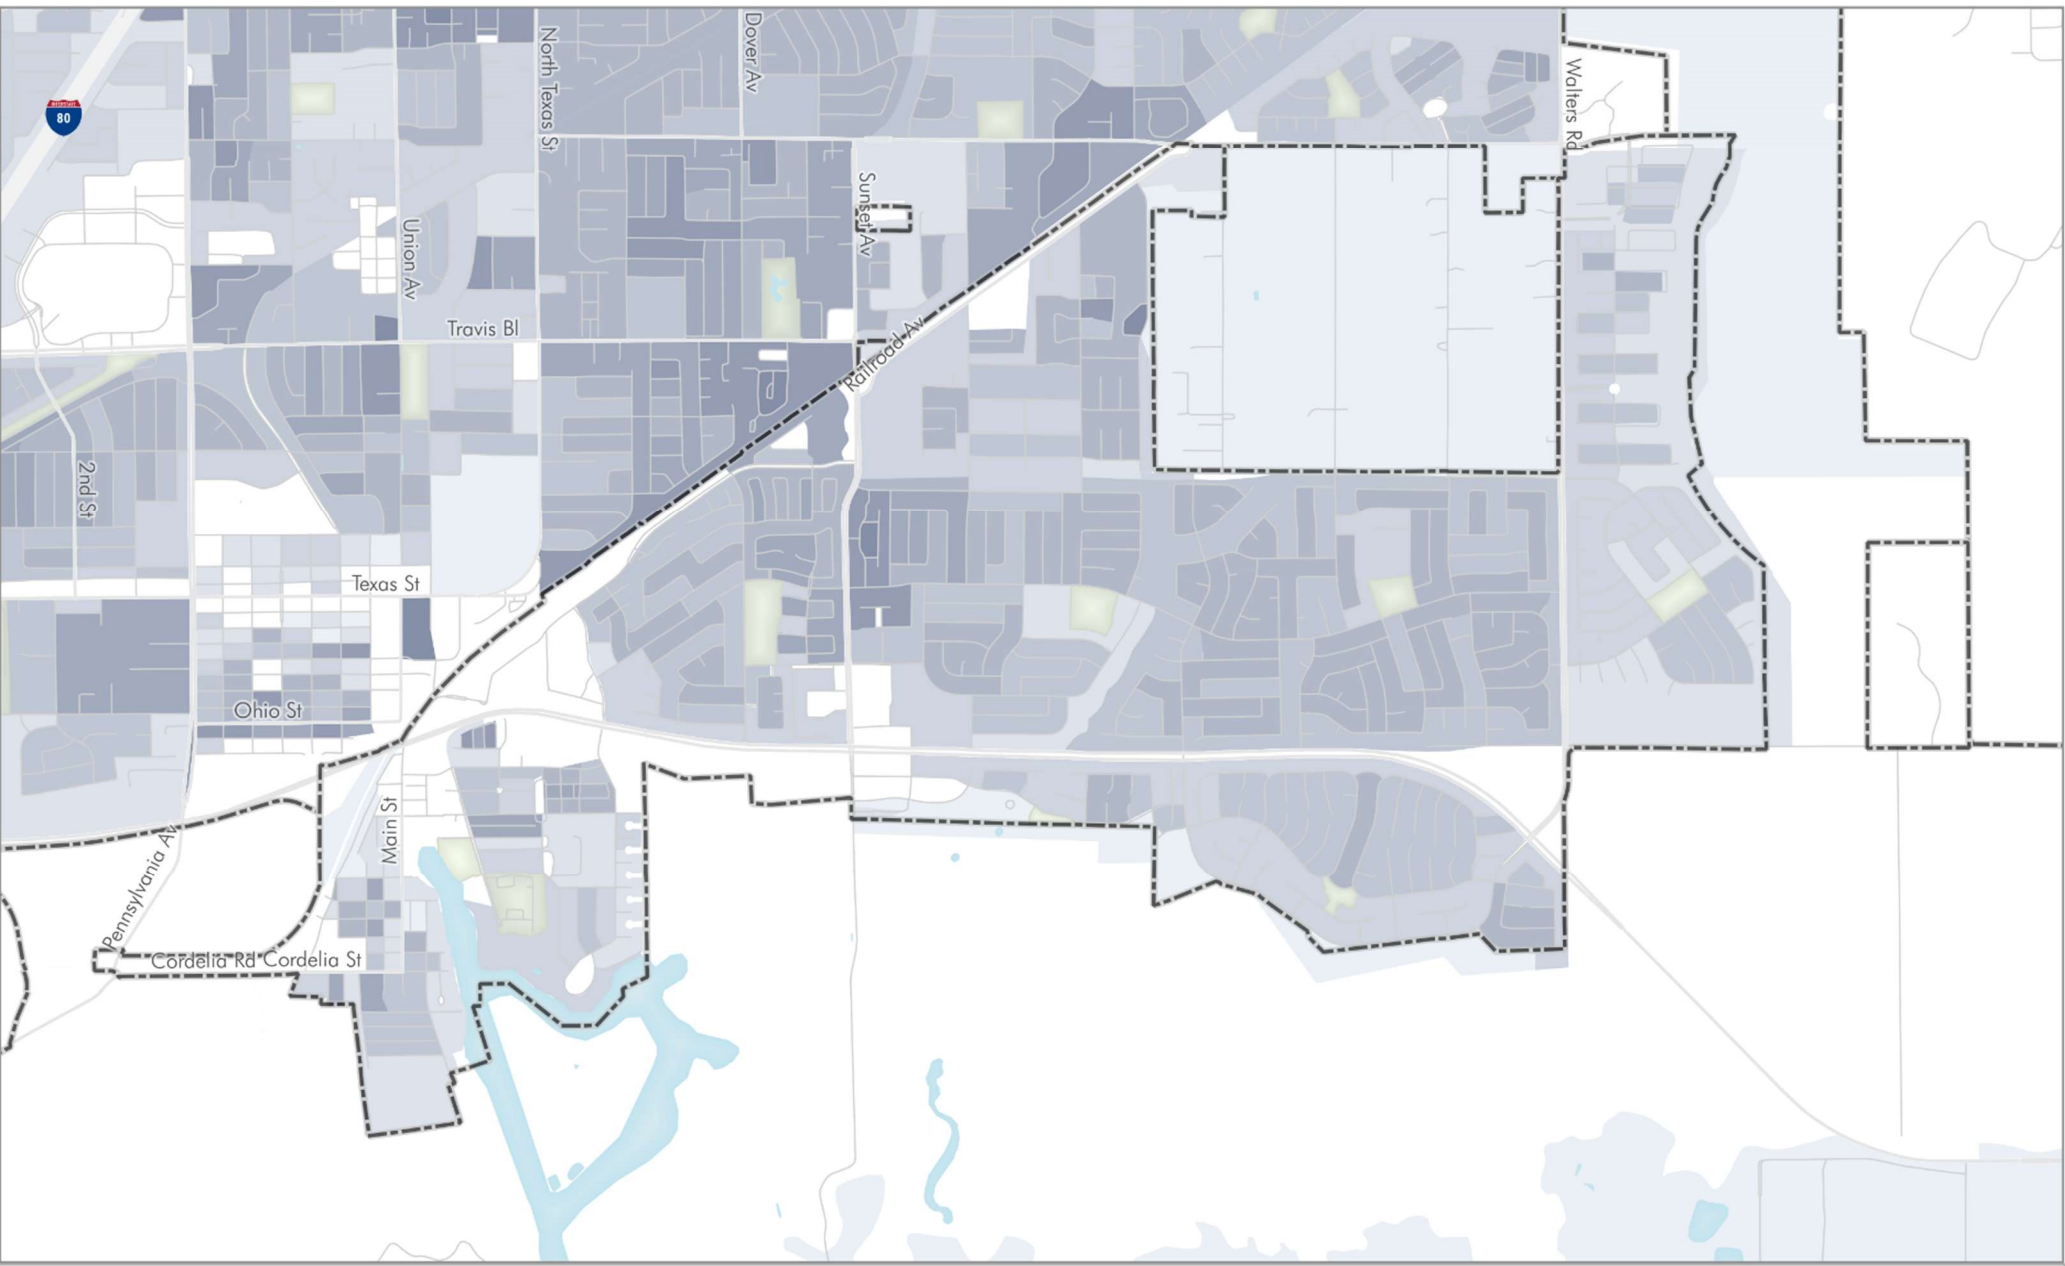 Dover Av
North Texas St
Walters Rd
INTERSTATE
80
Sunset Av
Union Av
Travis Bl
Railroad Av
2nd St
Texas St
Ohio St
Main St
Pennsylvania Av
Cordelia Rd
Cordelia St